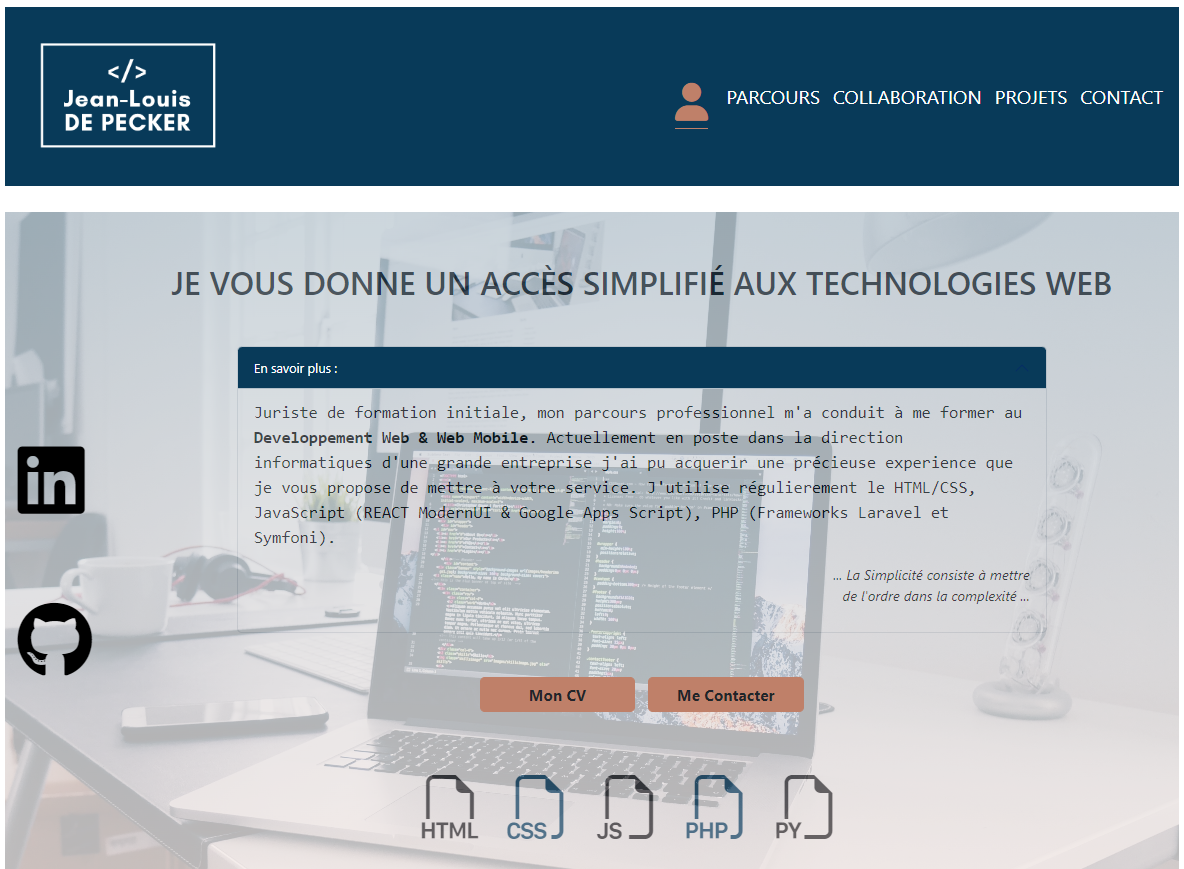 </>
Jean-Louis
DE PECKER
PARCOURS COLLABORATION PROJETS CONTACT
JE VOUS DONNE UN ACCÈS SIMPLIFIÉ AUX TECHNOLOGIES WEB
En savoir plus :
Juriste de formation initiale, mon parcours professionnel m'a conduit à me former au
Developpement Web & Web Mobile. Actuellement en poste dans la direction
informatiques d'une grande entreprise j'ai pu acquerir une précieuse experience que
je vous propose de mettre à votre service. J'utilise régulierement le HTML/CSS,
JavaScript (REACT ModernUI & Google Apps Script), PHP (Frameworks Laravel et
Symfoni).
in
... La Simplicité consiste à mettre
de l'ordre dans la complexité ...
Mon CV Me Contacter
HTML CSS JS PHP PY